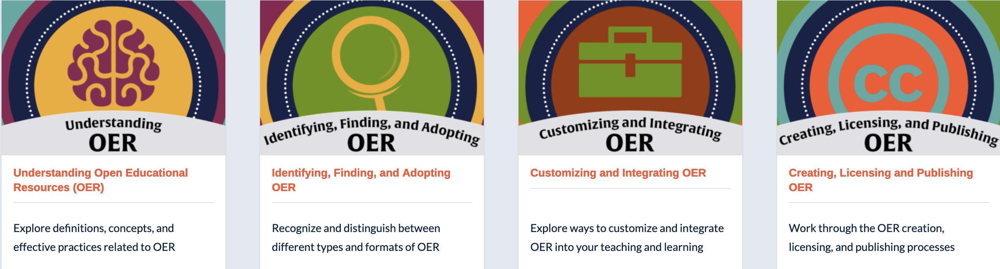 Understanding
OER
Understanding Open Educational
Resources (OER)
Explore definitions, concepts, and
effective practices related to OER
Identifying, Finding, and Adopting
OER
Identifying, Finding, and Adopting
OER
Recognize and distinguish between
different types and formats of OER
Customizing and Integrating
OER
Customizing and Integrating OER
Explore ways to customize and integrate
OER into your teaching and learning
cc
Creating, Licensing, and Publishing
OER
Creating, Licensing and Publishing
OER
Work through the OER creation,
licensing, and publishing processes